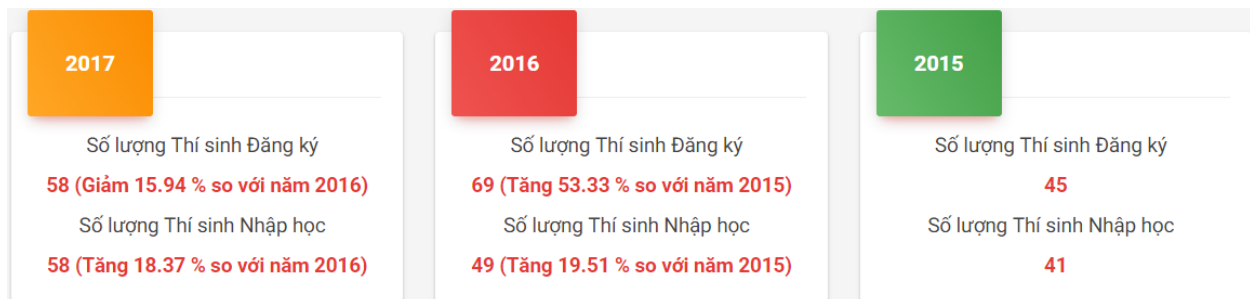 2017
Số lượng Thí sinh Đăng ký
58 (Giảm 15.94 % so với năm 2016)
Số lượng Thí sinh Nhập học
58 (Tăng 18.37 % so với năm 2016)
2016
Số lượng Thí sinh Đăng ký
69 (Tăng 53.33 % so với năm 2015)
Số lượng Thí sinh Nhập học
49 (Tăng 19.51 % so với năm 2015)
2015
Số lượng Thí sinh Đăng ký
45
Số lượng Thí sinh Nhập học
41